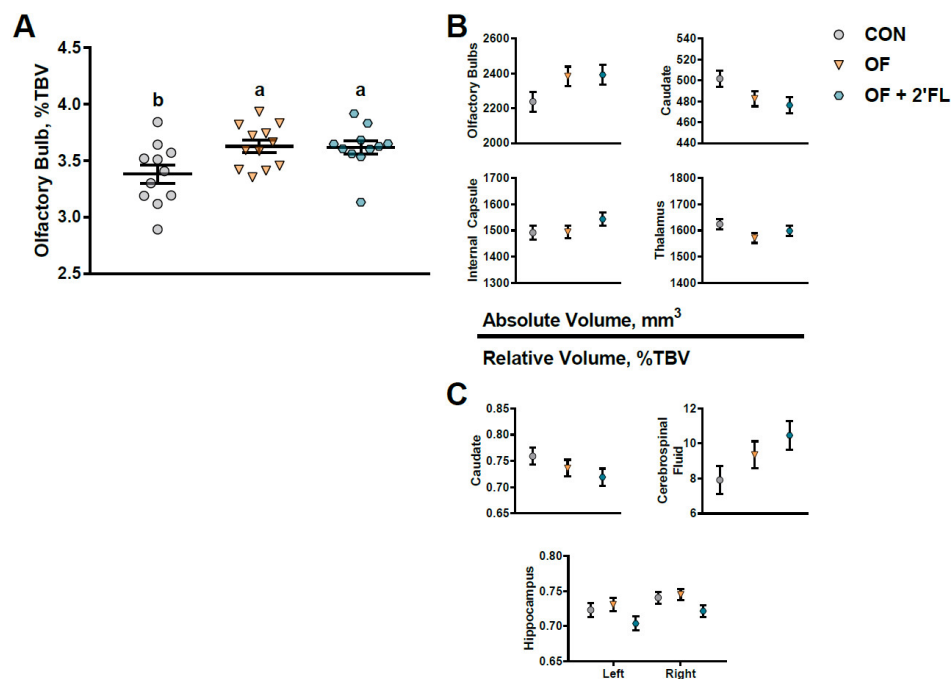 A
Olfactory Bulb, %TBV
4.5
4.0
3.5
3.0
2.5
b
a
a
B
Olfactory Bulbs
2600
2400
2200
2000
Caudate
540
520
500
480
460
440
CON
OF
OF + 2'FL
Internal Capsule
1700
1600
1500
1400
1300
Thalamus
1800
1700
1600
1500
1400
Absolute Volume, mm³
Relative Volume, %TBV
C
Caudate
0.85
0.80
0.75
0.70
0.65
Cerebrospinal
Fluid
12
10
8
6
Hippocampus
0.80
0.75
0.70
0.65
Left Right